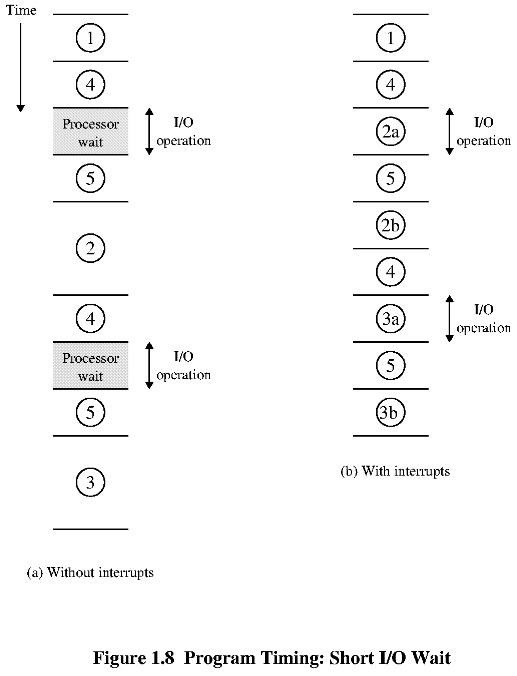 Time
1
4
Processor
wait
I/O
operation
5
2
4
Processor
wait
I/O
operation
5
3
(a) Without interrupts
1
4
2a
I/O
operation
5
2b
4
3a
I/O
operation
5
3b
(b) With interrupts
Figure 1.8 Program Timing: Short I/O Wait